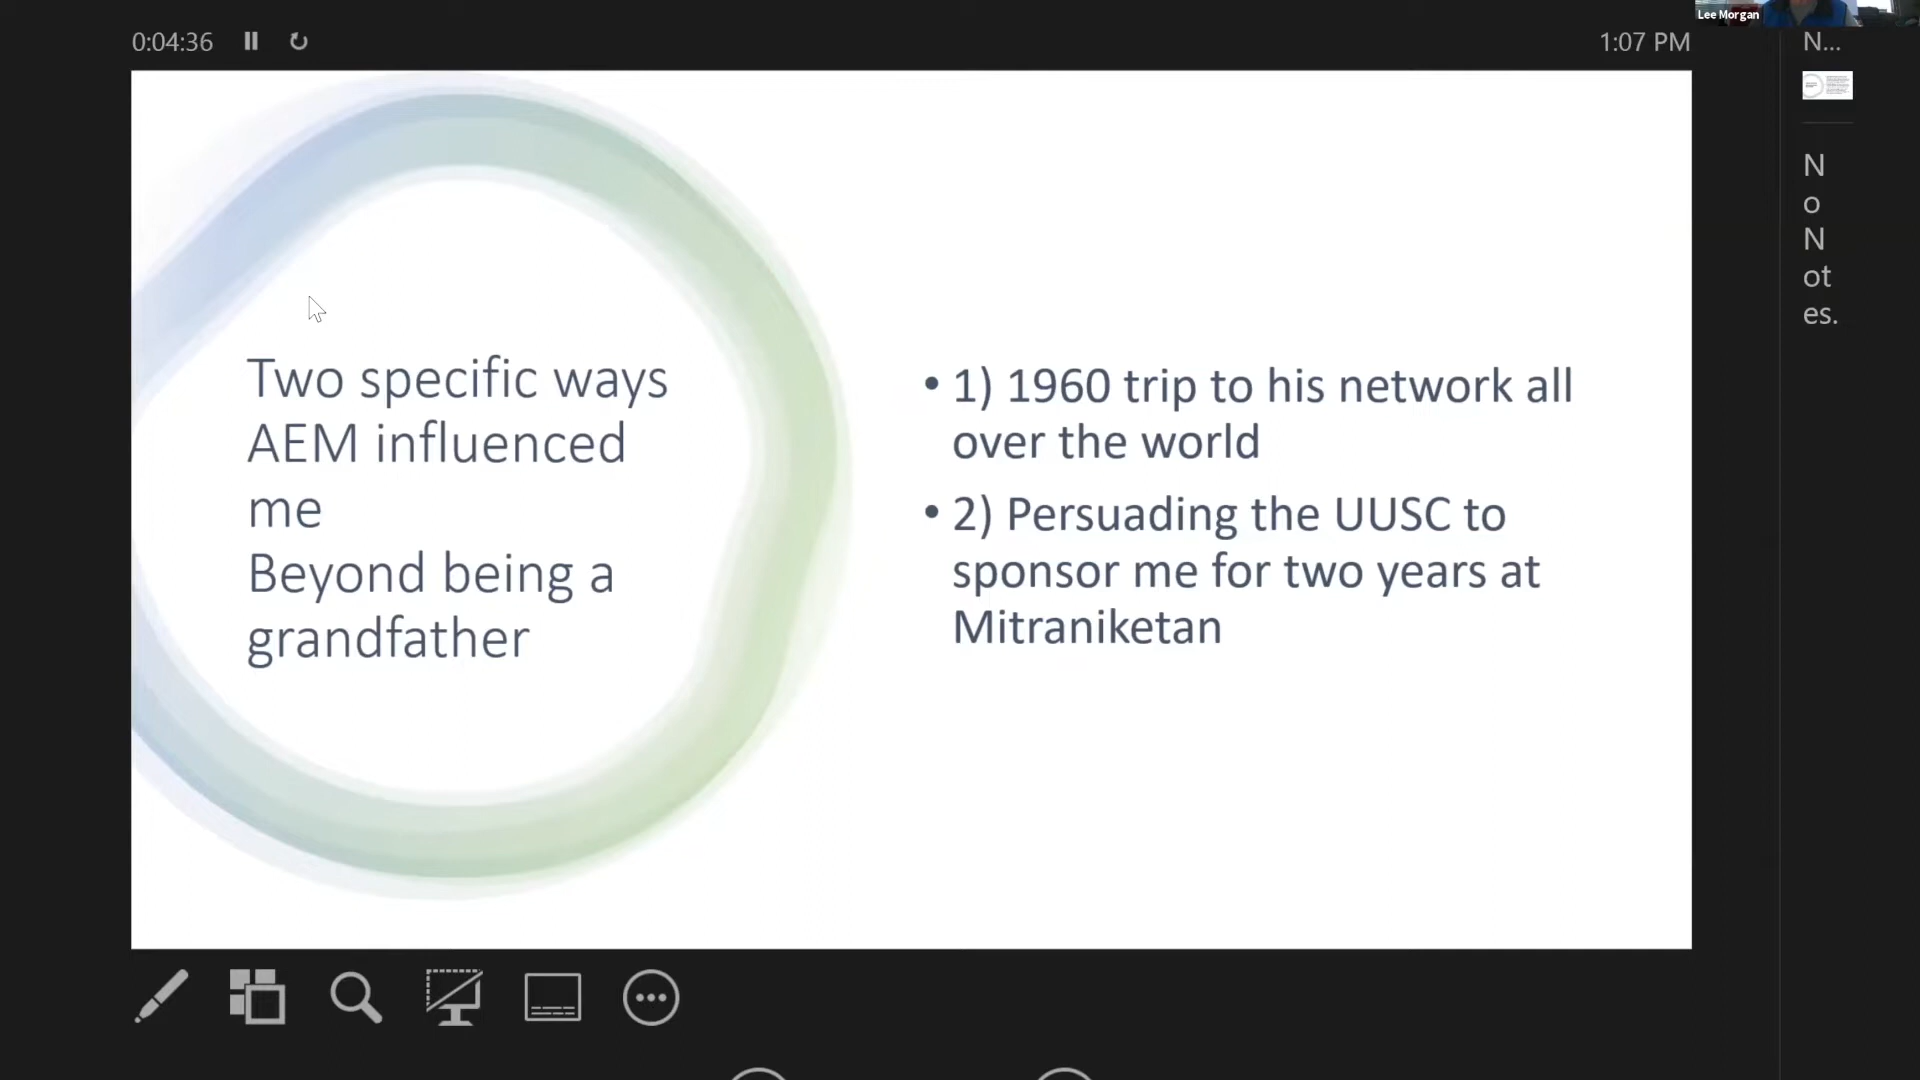 Lee Morgan
0:04:36
1:07 PM
N...
Two specific ways
AEM influenced
me
Beyond being a
grandfather
• 1) 1960 trip to his network all
over the world
• 2) Persuading the UUSC to
sponsor me for two years at
Mitraniketan
N
o
N
ot
es.